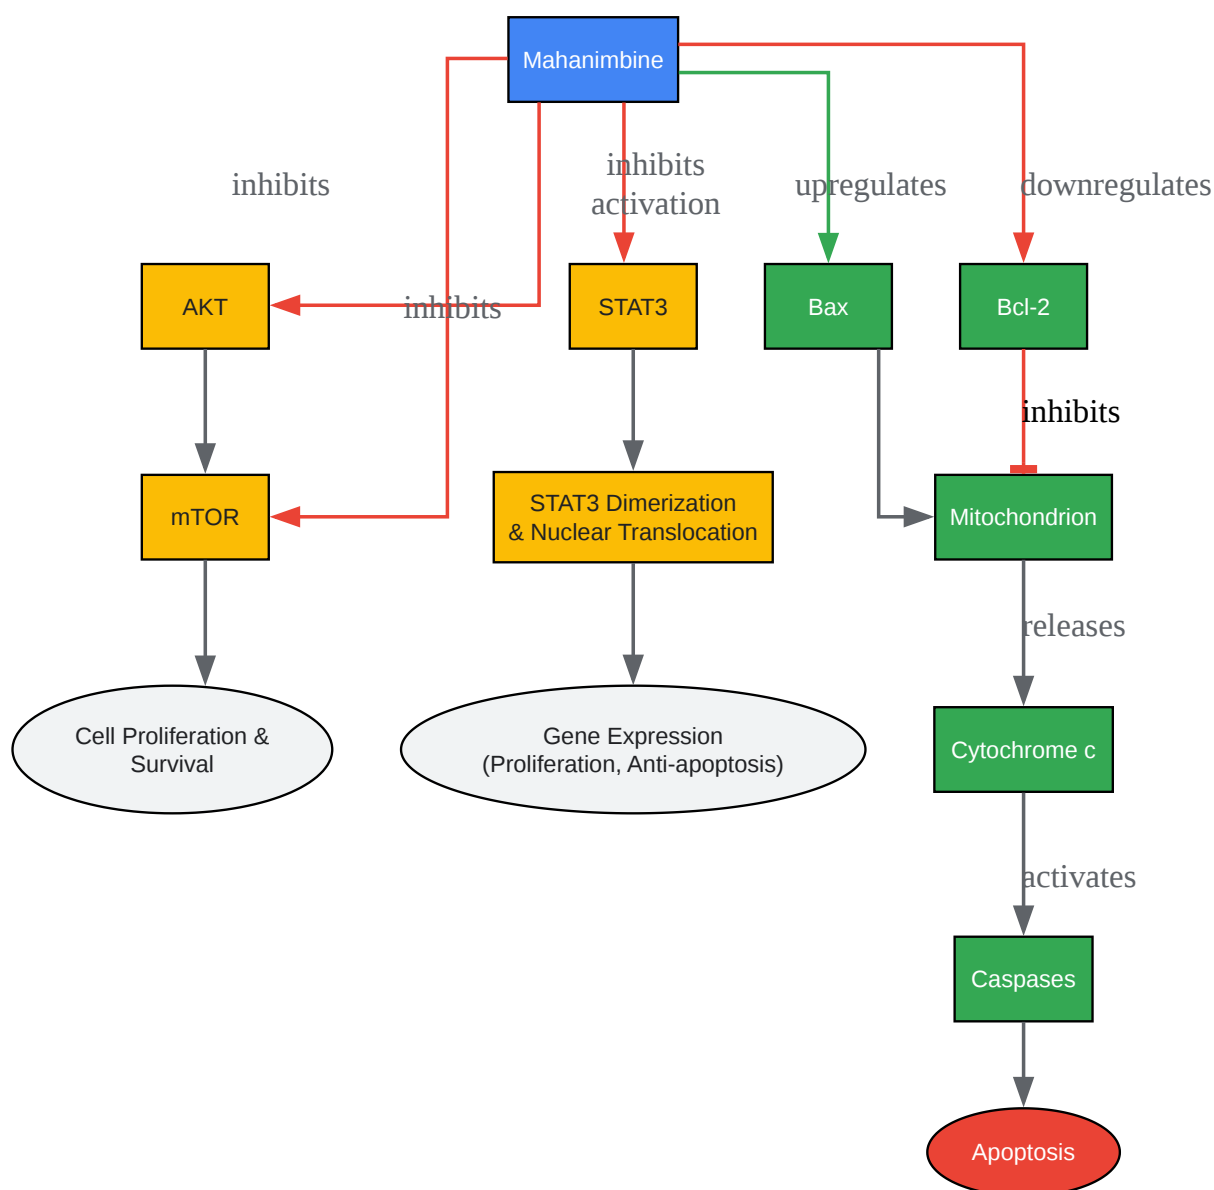 Mahanimbine
inhibits
inhibits
activation
upregulates
downregulates
AKT
inhibits
STAT3
Bax
Bcl-2
inhibits
mTOR
STAT3 Dimerization
& Nuclear Translocation
Mitochondrion
releases
Cell Proliferation &
Survival
Gene Expression
(Proliferation, Anti-apoptosis)
Cytochrome c
activates
Caspases
Apoptosis